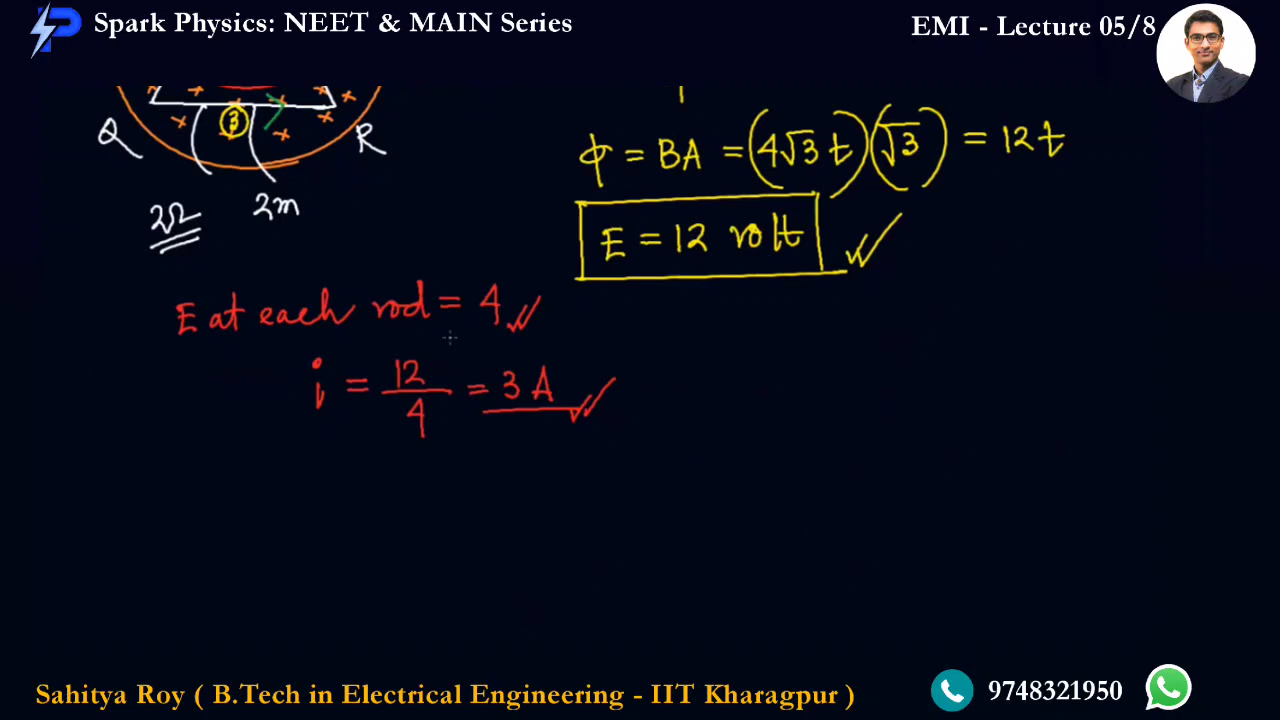 Spark Physics: NEET & MAIN Series
EMI - Lecture 05/8
Q
3
R
2Ω
2m
φ = BA = (4√3 t)(√3) = 12t
E = 12 volt
E at each rod = 4
i = 12/4 = 3 A
Sahitya Roy ( B.Tech in Electrical Engineering - IIT Kharagpur )
9748321950